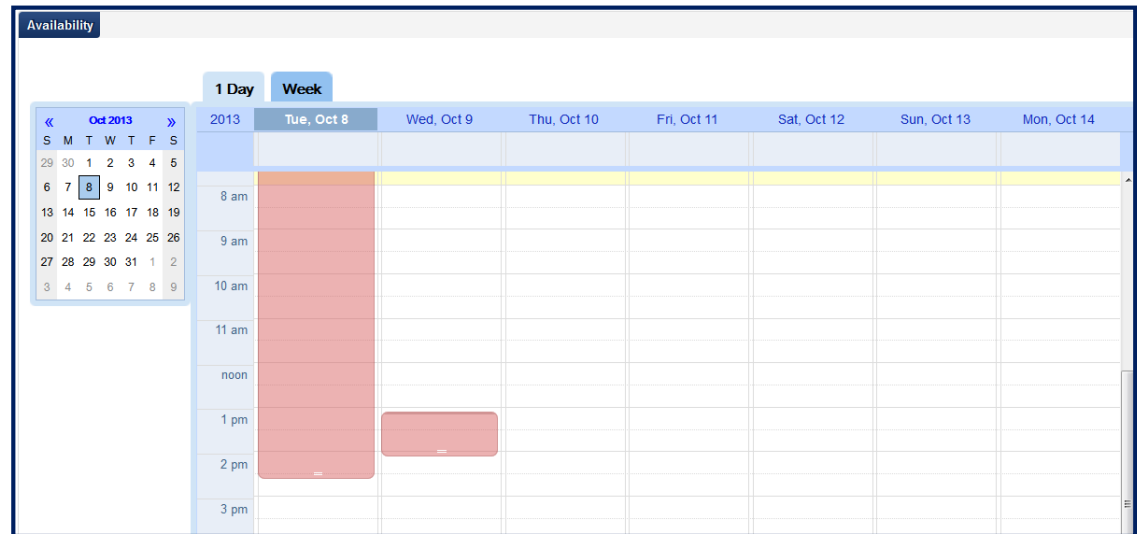 Availability
1 Day Week
« Oct 2013 »
S M T W T F S
29 30 1 2 3 4 5
6 7 8 9 10 11 12
13 14 15 16 17 18 19
20 21 22 23 24 25 26
27 28 29 30 31 1 2
3 4 5 6 7 8 9
2013 Tue, Oct 8 Wed, Oct 9 Thu, Oct 10 Fri, Oct 11 Sat, Oct 12 Sun, Oct 13 Mon, Oct 14
8 am
9 am
10 am
11 am
noon
1 pm
2 pm
3 pm